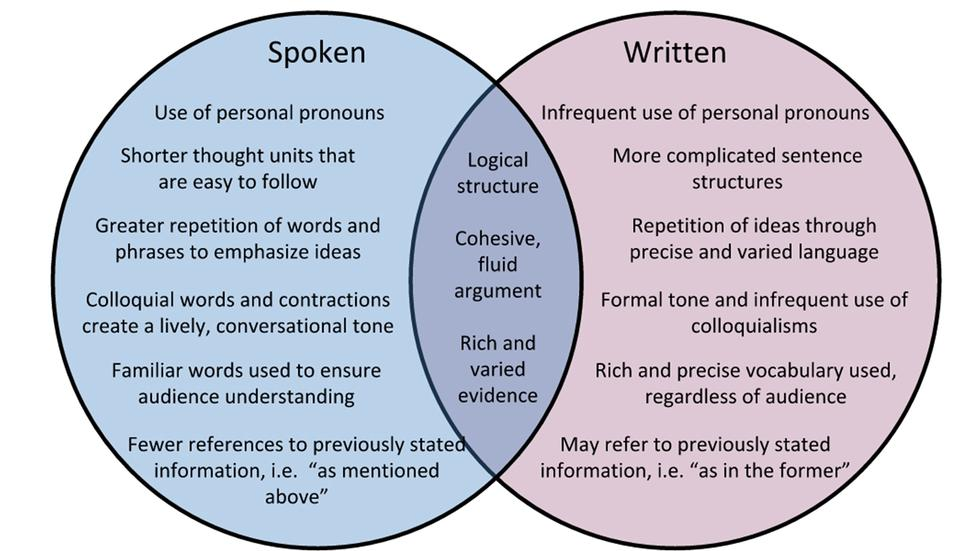 Spoken
Use of personal pronouns
Shorter thought units that
are easy to follow
Greater repetition of words and
phrases to emphasize ideas
Colloquial words and contractions
create a lively, conversational tone
Familiar words used to ensure
audience understanding
Fewer references to previously stated
information, i.e.  “as mentioned
above”
Logical
structure
Cohesive,
fluid
argument
Rich and
varied
evidence
Written
Infrequent use of personal pronouns
More complicated sentence
structures
Repetition of ideas through
precise and varied language
Formal tone and infrequent use of
colloquialisms
Rich and precise vocabulary used,
regardless of audience
May refer to previously stated
information, i.e. “as in the former”